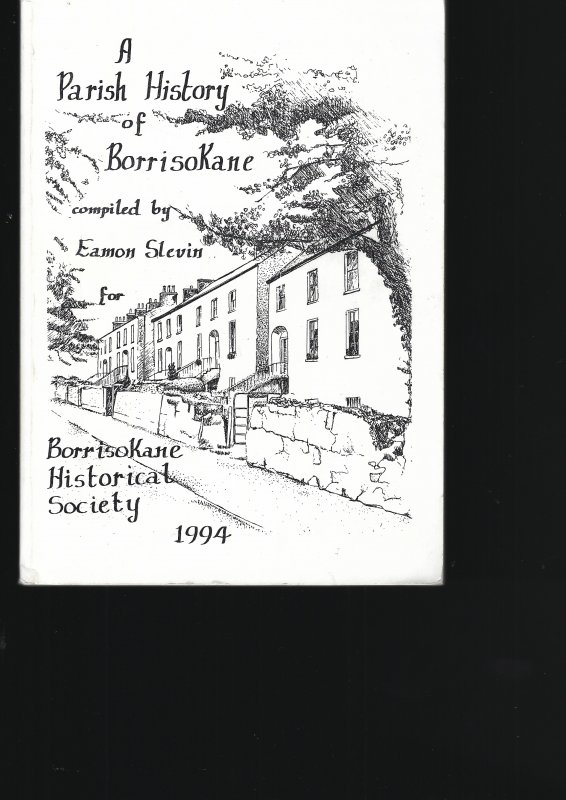 A
Parish History
of
BorrisoKane
compiled by
Eamon Slevin
for
BorrisoKane
Historical
Society
1994